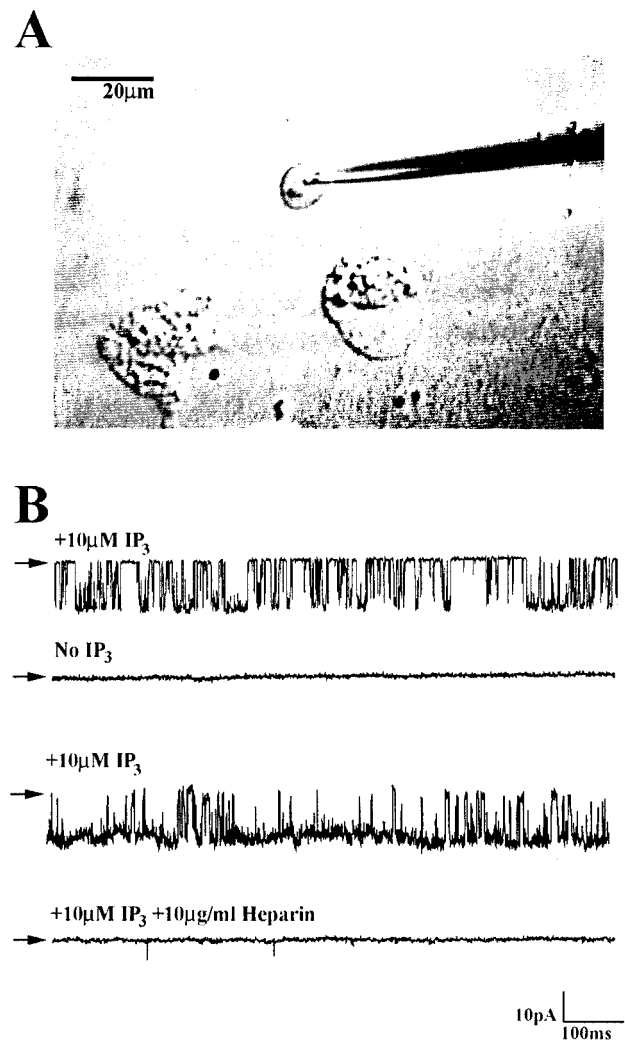 A
20μm
B
+10μM IP3
No IP3
+10μM IP3
+10μM IP3 +10μg/ml Heparin
10pA
100ms